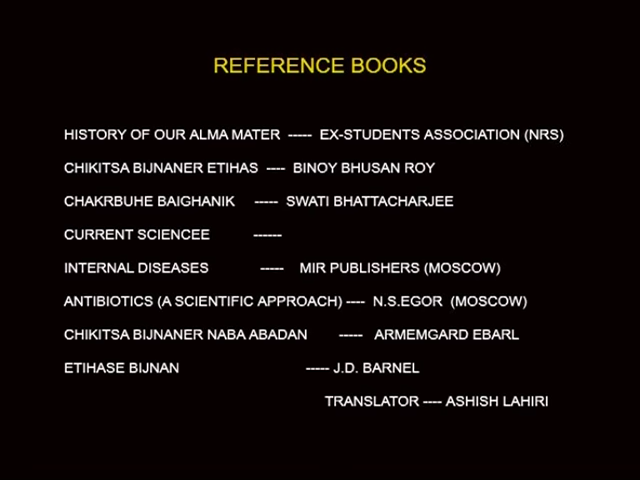 REFERENCE BOOKS
HISTORY OF OUR ALMA MATER ----- EX-STUDENTS ASSOCIATION (NRS)
CHIKITSA BIJNANER ETIHAS ---- BINOY BHUSAN ROY
CHAKRBUHE BAIGHANIK ----- SWATI BHATTACHARJEE
CURRENT SCIENCEE ------
INTERNAL DISEASES ----- MIR PUBLISHERS (MOSCOW)
ANTIBIOTICS (A SCIENTIFIC APPROACH) ---- N.S.EGOR (MOSCOW)
CHIKITSA BIJNANER NABA ABADAN ----- ARMEMGARD EBARL
ETIHASE BIJNAN ----- J.D. BARNEL
TRANSLATOR ---- ASHISH LAHIRI